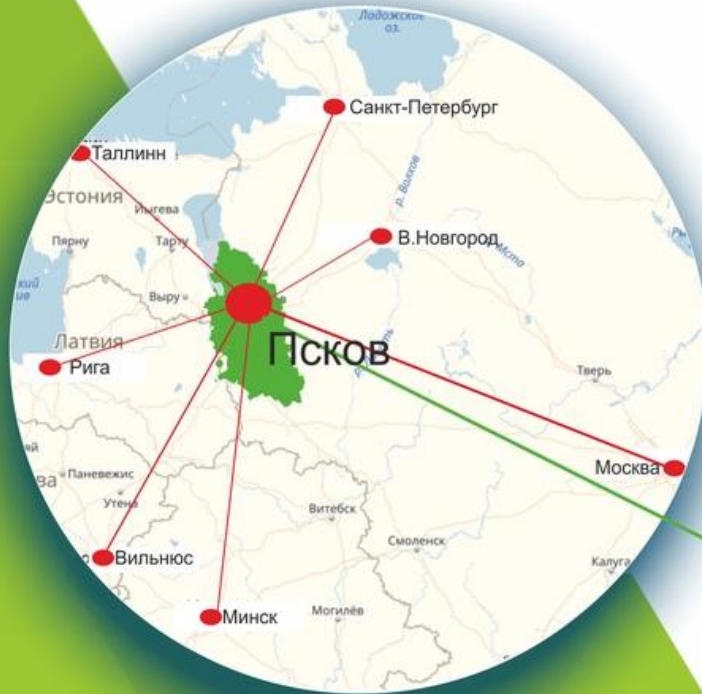 Ладожское
оз.
Санкт-Петербург
Таллинн
Эстония
Йыгева
р. Волхов
Пярну
Тарту
В.Новгород
р. Мста
Выру
Латвия
Псков
Рига
Тверь
Москва
Паневежис
Утена
Витебск
Смоленск
Вильнюс
Калуга
Минск
Могилёв